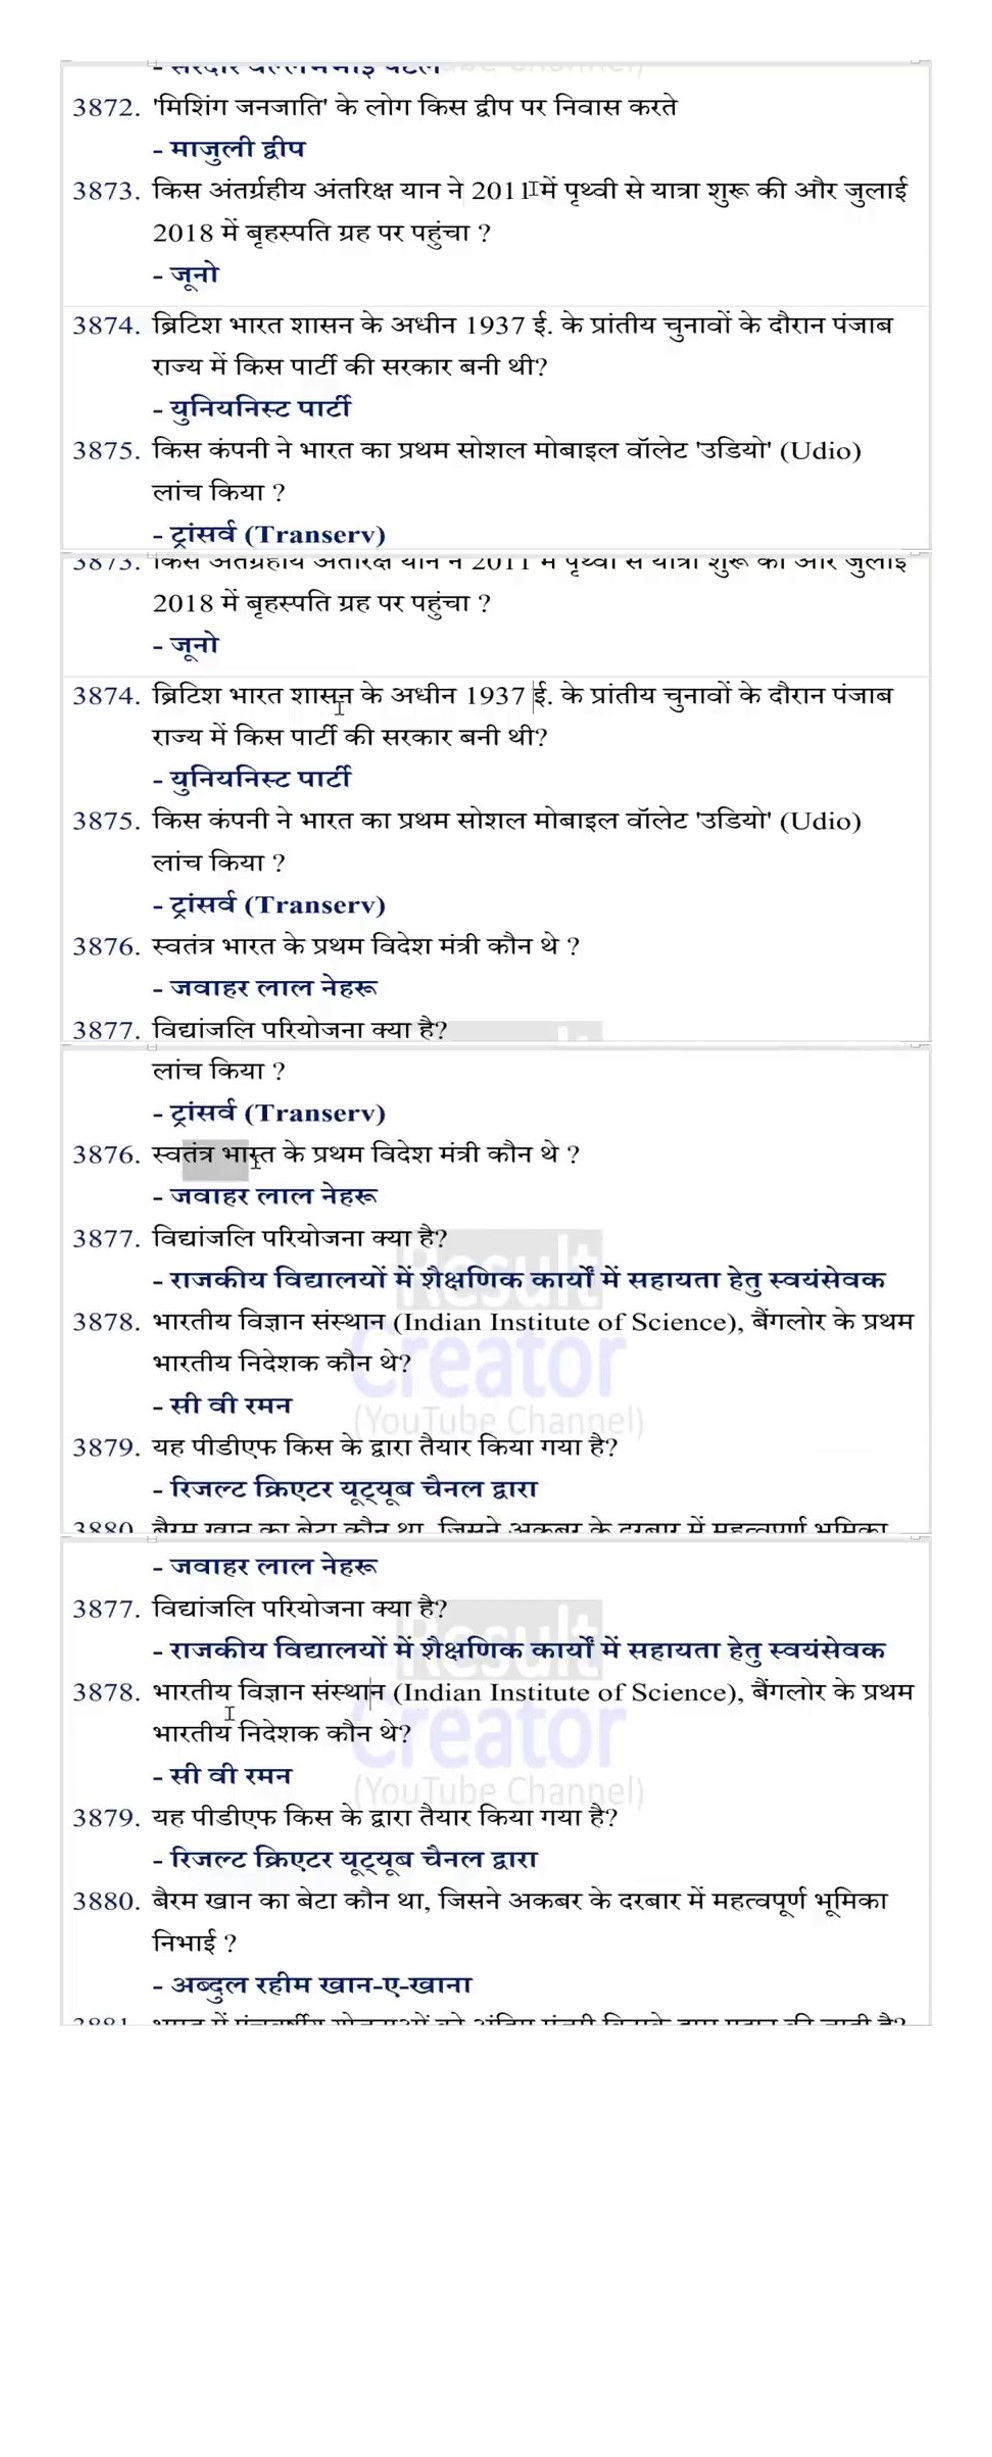 - सरदार वल्लभभाई पटेल
3872. 'मिशिंग जनजाति' के लोग किस द्वीप पर निवास करते
- माजुली द्वीप
3873. किस अंतर्ग्रहीय अंतरिक्ष यान ने 2011 में पृथ्वी से यात्रा शुरू की और जुलाई
2018 में बृहस्पति ग्रह पर पहुंचा ?
- जूनो
3874. ब्रिटिश भारत शासन के अधीन 1937 ई. के प्रांतीय चुनावों के दौरान पंजाब
राज्य में किस पार्टी की सरकार बनी थी?
- युनियनिस्ट पार्टी
3875. किस कंपनी ने भारत का प्रथम सोशल मोबाइल वॉलेट 'उडियो' (Udio)
लांच किया ?
- ट्रांसर्व (Transerv)
3873. किस अंतर्ग्रहीय अंतरिक्ष यान ने 2011 में पृथ्वी से यात्रा शुरू की और जुलाई
2018 में बृहस्पति ग्रह पर पहुंचा ?
- जूनो
3874. ब्रिटिश भारत शासन के अधीन 1937 ई. के प्रांतीय चुनावों के दौरान पंजाब
राज्य में किस पार्टी की सरकार बनी थी?
- युनियनिस्ट पार्टी
3875. किस कंपनी ने भारत का प्रथम सोशल मोबाइल वॉलेट 'उडियो' (Udio)
लांच किया ?
- ट्रांसर्व (Transerv)
3876. स्वतंत्र भारत के प्रथम विदेश मंत्री कौन थे ?
- जवाहर लाल नेहरू
3877. विद्यांजलि परियोजना क्या है?
लांच किया ?
- ट्रांसर्व (Transerv)
3876. स्वतंत्र भारत के प्रथम विदेश मंत्री कौन थे ?
- जवाहर लाल नेहरू
3877. विद्यांजलि परियोजना क्या है?
- राजकीय विद्यालयों में शैक्षणिक कार्यों में सहायता हेतु स्वयंसेवक
3878. भारतीय विज्ञान संस्थान (Indian Institute of Science), बैंगलोर के प्रथम
भारतीय निदेशक कौन थे?
- सी वी रमन
3879. यह पीडीएफ किस के द्वारा तैयार किया गया है?
- रिजल्ट क्रिएटर यूट्यूब चैनल द्वारा
3880. बैरम खान का बेटा कौन था, जिसने अकबर के दरबार में महत्वपूर्ण भूमिका
Result
Creator
(YouTube Channel)
- जवाहर लाल नेहरू
3877. विद्यांजलि परियोजना क्या है?
- राजकीय विद्यालयों में शैक्षणिक कार्यों में सहायता हेतु स्वयंसेवक
3878. भारतीय विज्ञान संस्थान (Indian Institute of Science), बैंगलोर के प्रथम
भारतीय निदेशक कौन थे?
- सी वी रमन
3879. यह पीडीएफ किस के द्वारा तैयार किया गया है?
- रिजल्ट क्रिएटर यूट्यूब चैनल द्वारा
3880. बैरम खान का बेटा कौन था, जिसने अकबर के दरबार में महत्वपूर्ण भूमिका
निभाई ?
- अब्दुल रहीम खान-ए-खाना
Result
Creator
(YouTube Channel)